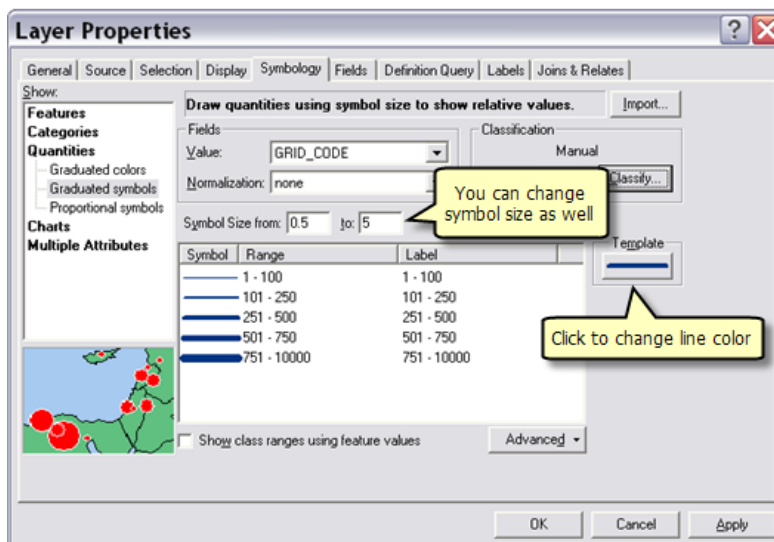 Layer Properties
?
General Source Selection Display Symbology Fields Definition Query Labels Joins & Relates
Show:
Features
Categories
Quantities
Graduated colors
Graduated symbols
Proportional symbols
Charts
Multiple Attributes
Draw quantities using symbol size to show relative values.
Import...
Fields
Value: GRID_CODE
Normalization: none
Classification
Manual
Classify...
You can change
symbol size as well
Symbol Size from: 0.5 to: 5
Symbol Range Label
1 - 100 1 - 100
101 - 250 101 - 250
251 - 500 251 - 500
501 - 750 501 - 750
751 - 10000 751 - 10000
Template
Click to change line color
Show class ranges using feature values
Advanced
OK Cancel Apply